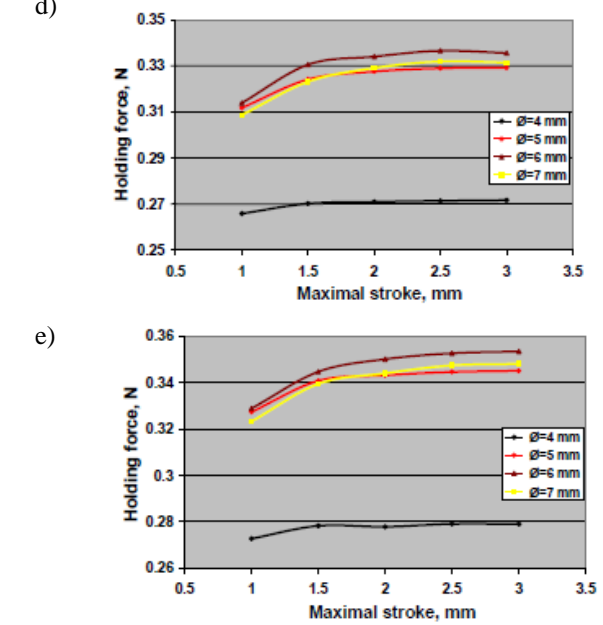 d)
0.35
0.33
0.31
0.29
0.27
0.25
Holding force, N
Ø=4 mm
Ø=5 mm
Ø=6 mm
Ø=7 mm
0.5 1 1.5 2 2.5 3 3.5
Maximal stroke, mm
e)
0.36
0.34
0.32
0.3
0.28
0.26
Holding force, N
Ø=4 mm
Ø=5 mm
Ø=6 mm
Ø=7 mm
0.5 1 1.5 2 2.5 3 3.5
Maximal stroke, mm